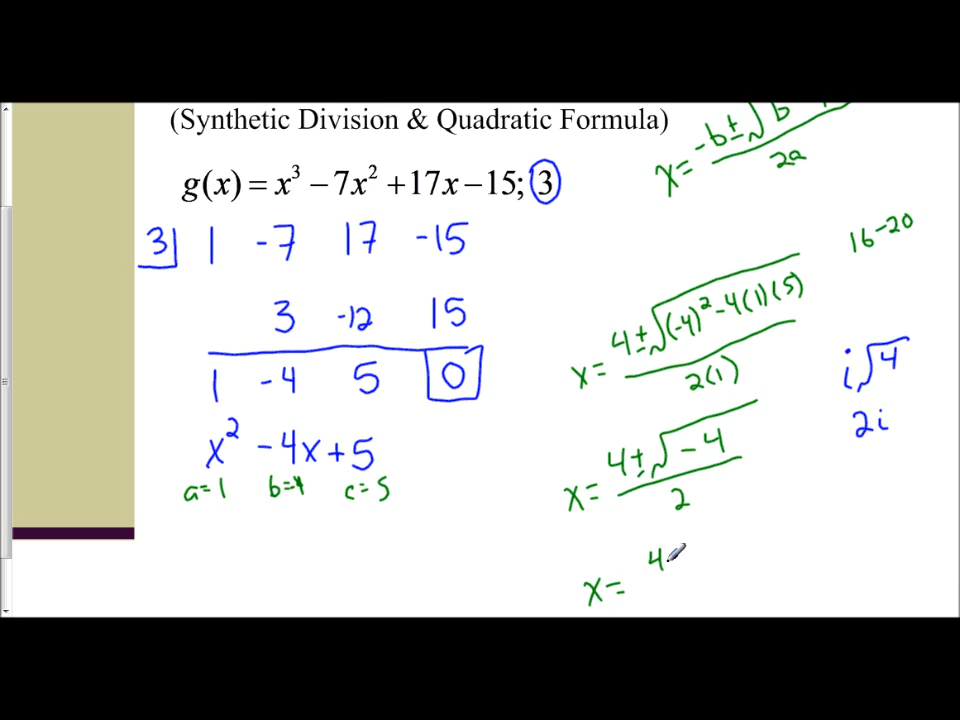 (Synthetic Division & Quadratic Formula)
g(x) = x³ − 7x² + 17x − 15; 3
3 1 -7 17 -15
3 -12 15
1 -4 5 0
x² - 4x + 5
a=1 b=4 c=5
x= -b±√b
2a
16-20
x= 4±√(-4)²-4(1)(5)
2(1)
i√4
2i
x= 4±√-4
2
x= 4